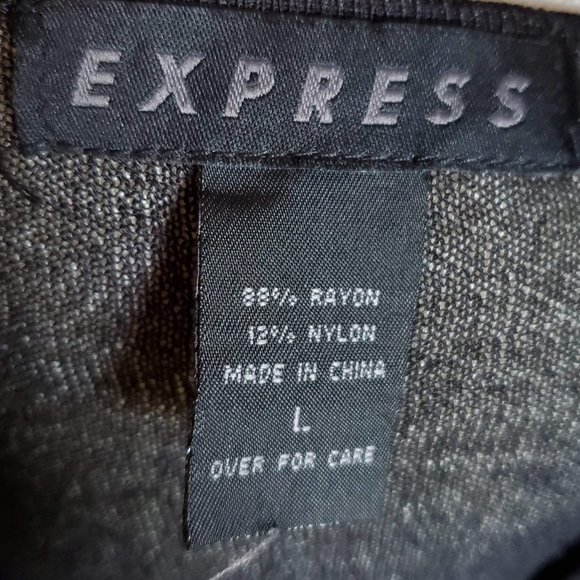 EXPRESS
88% RAYON
12% NYLON
MADE IN CHINA
L
OVER FOR CARE